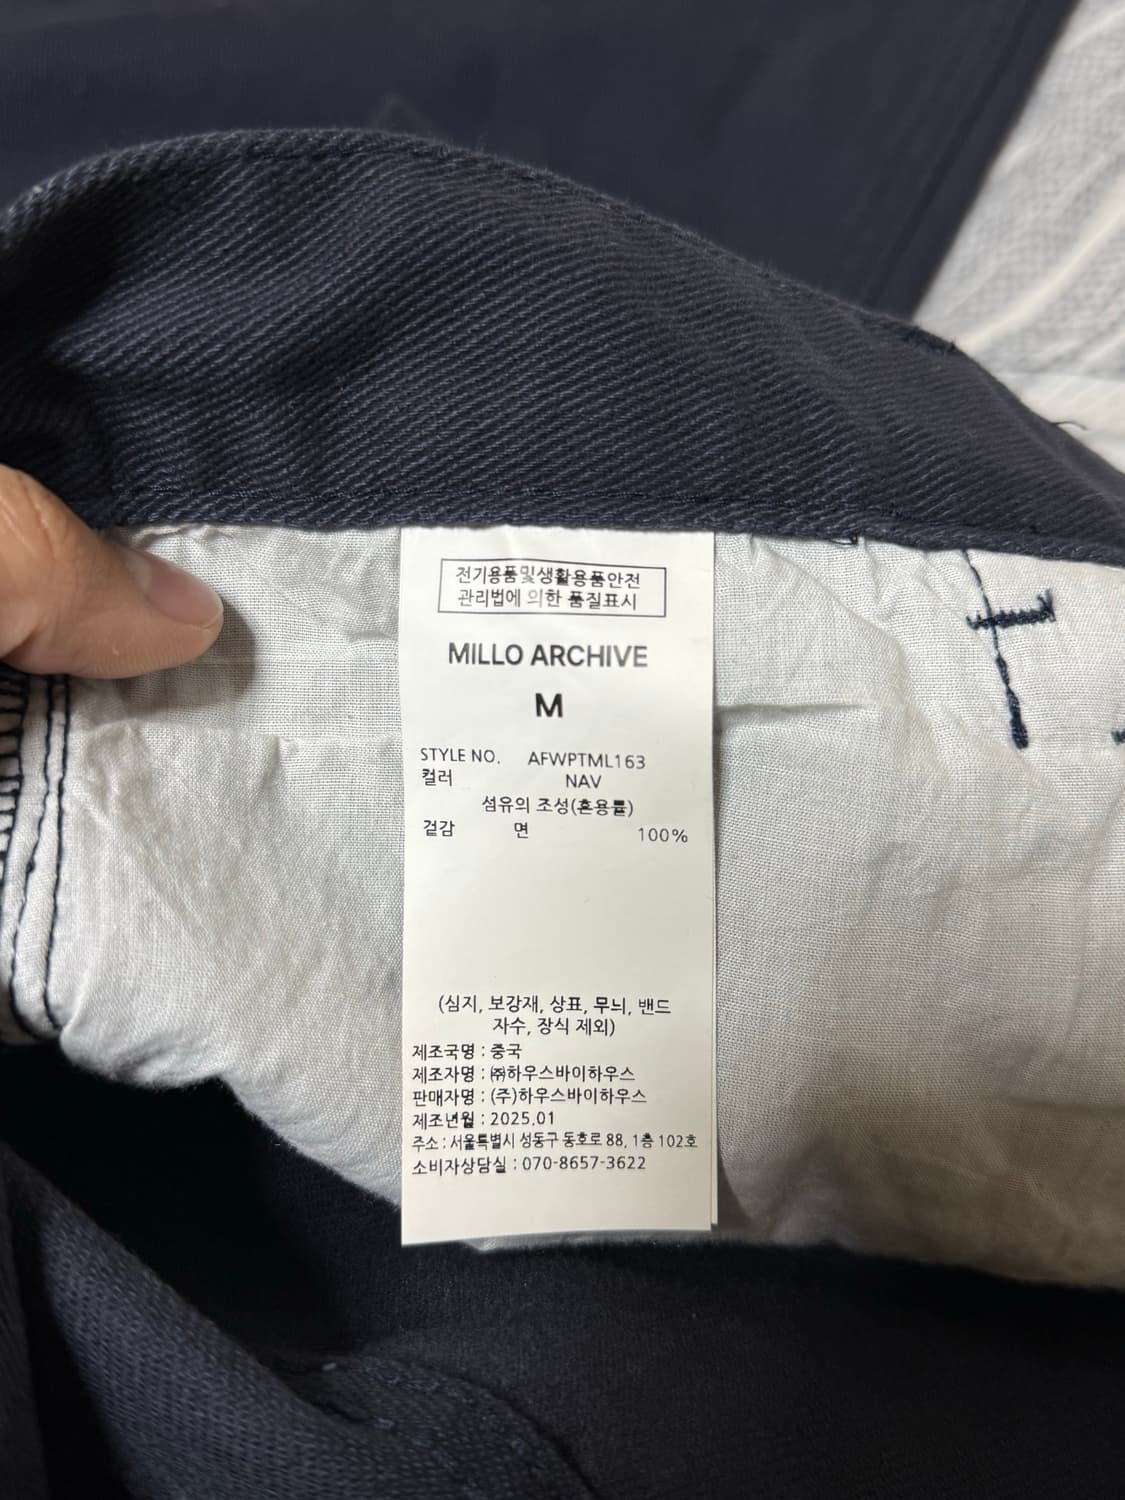 전기용품및생활용품안전
관리법에 의한 품질표시
MILLO ARCHIVE
M
STYLE NO. AFWPTML163
컬러 NAV
섬유의 조성(혼용률)
겉감 면 100%
(심지, 보강재, 상표, 무늬, 밴드
자수, 장식 제외)
제조국명 : 중국
제조자명 : ㈜하우스바이하우스
판매자명 : (주)하우스바이하우스
제조년월 : 2025.01
주소 : 서울특별시 성동구 동호로 88, 1층 102호
소비자상담실 : 070-8657-3622